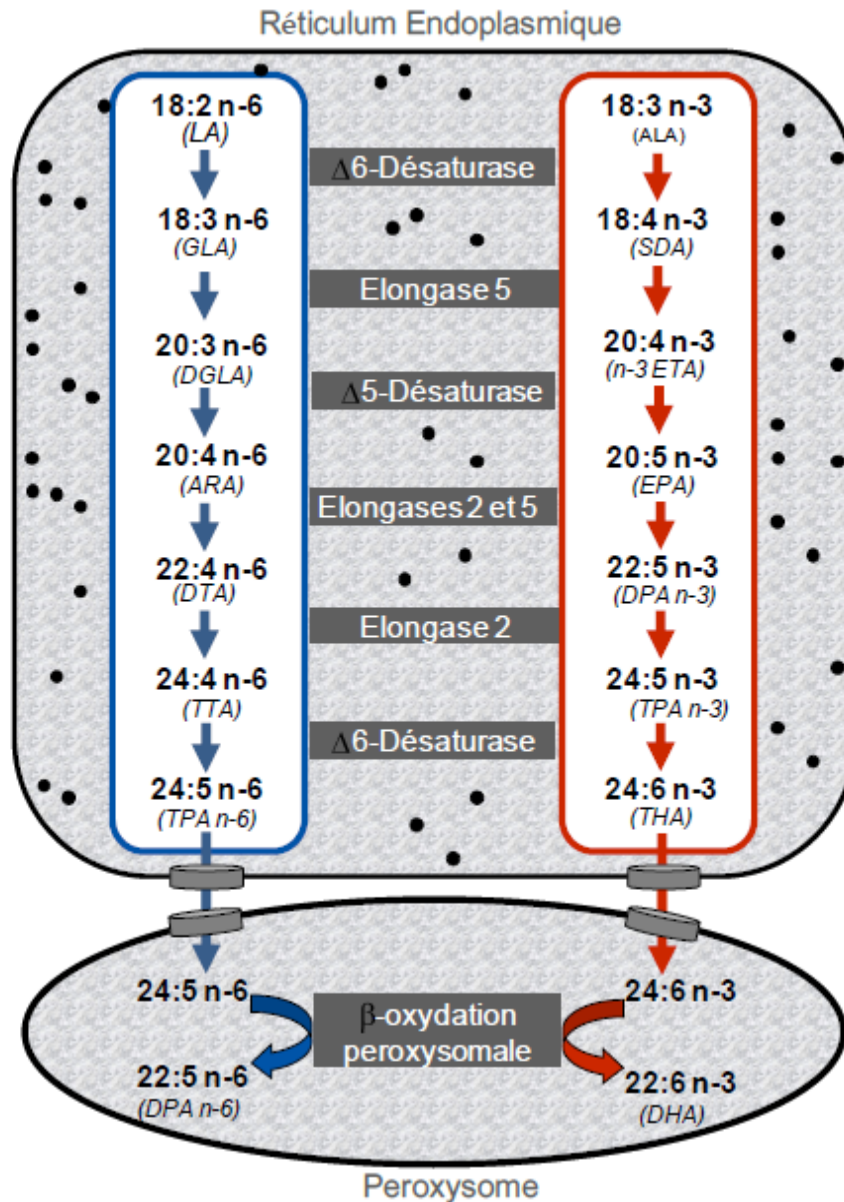 Réticulum Endoplasmique
18:2 n-6
(LA)
18:3 n-6
(GLA)
20:3 n-6
(DGLA)
20:4 n-6
(ARA)
22:4 n-6
(DTA)
24:4 n-6
(TTA)
24:5 n-6
(TPA n-6)
Δ6-Désaturase
Elongase 5
Δ5-Désaturase
Elongases 2 et 5
Elongase 2
Δ6-Désaturase
18:3 n-3
(ALA)
18:4 n-3
(SDA)
20:4 n-3
(n-3 ETA)
20:5 n-3
(EPA)
22:5 n-3
(DPA n-3)
24:5 n-3
(TPA n-3)
24:6 n-3
(THA)
24:5 n-6
22:5 n-6
(DPA n-6)
β-oxydation
peroxysomale
24:6 n-3
22:6 n-3
(DHA)
Peroxysome